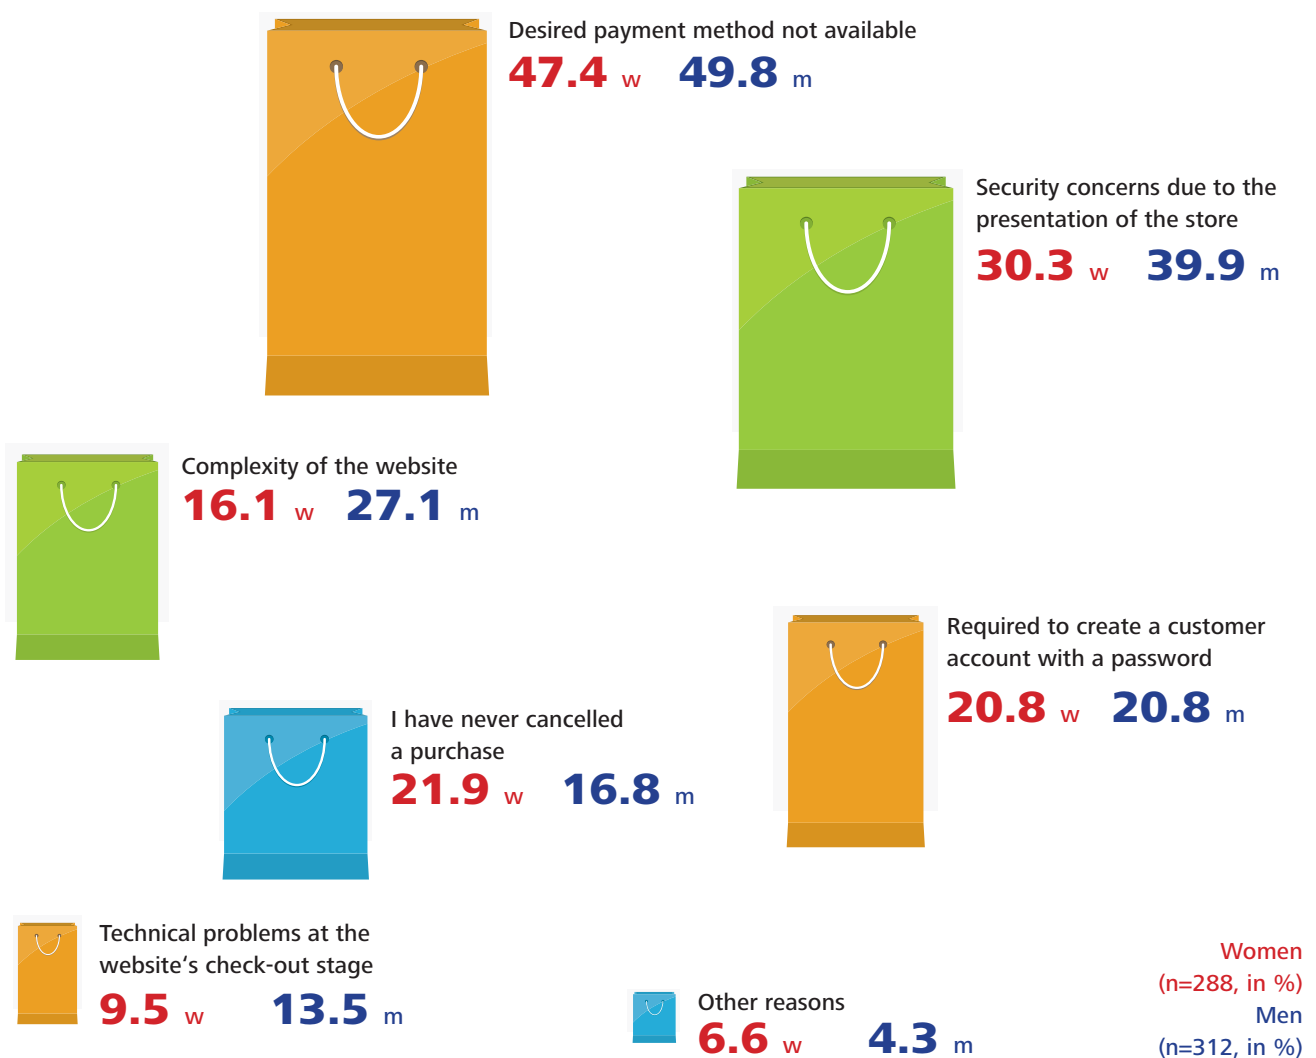 Desired payment method not available
47.4 w 49.8 m
Security concerns due to the
presentation of the store
30.3 w 39.9 m
Complexity of the website
16.1 w 27.1 m
Required to create a customer
account with a password
20.8 w 20.8 m
I have never cancelled
a purchase
21.9 w 16.8 m
Technical problems at the
website‘s check-out stage
9.5 w 13.5 m
Other reasons
6.6 w 4.3 m
Women
(n=288, in %)
Men
(n=312, in %)